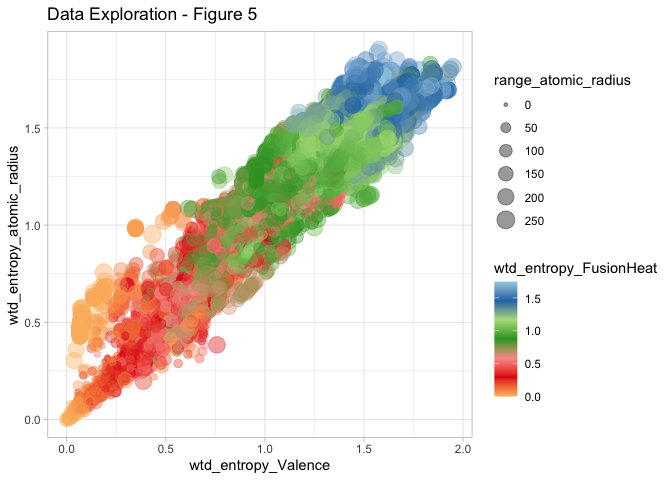 Data Exploration - Figure 5
wtd_entropy_atomic_radius
1.5
1.0
0.5
0.0
0.0 0.5 1.0 1.5 2.0
wtd_entropy_Valence
range_atomic_radius
0
50
100
150
200
250
wtd_entropy_FusionHeat
1.5
1.0
0.5
0.0